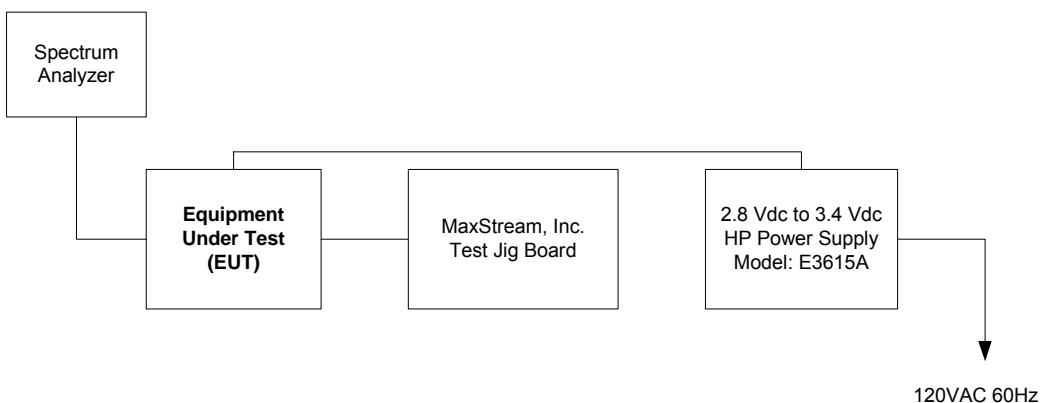 Spectrum
Analyzer
Equipment
Under Test
(EUT)
MaxStream, Inc.
Test Jig Board
2.8 Vdc to 3.4 Vdc
HP Power Supply
Model: E3615A
120VAC 60Hz